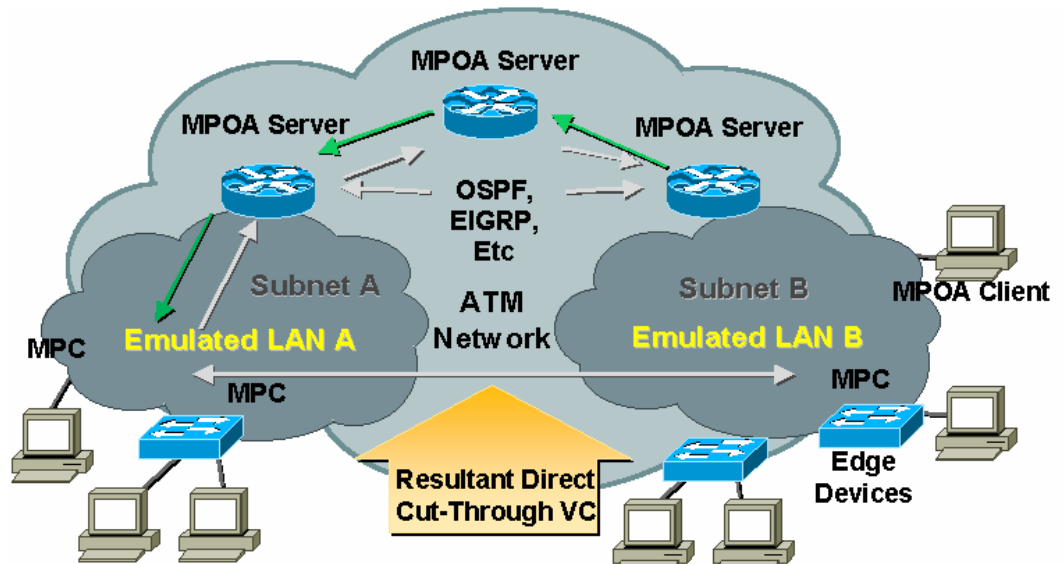 MPOA Server
MPOA Server
MPOA Server
OSPF,
EIGRP,
Etc
Subnet A
Subnet B
MPOA Client
ATM
Network
Emulated LAN A
Emulated LAN B
MPC
MPC
MPC
Edge
Devices
Resultant Direct
Cut-Through VC